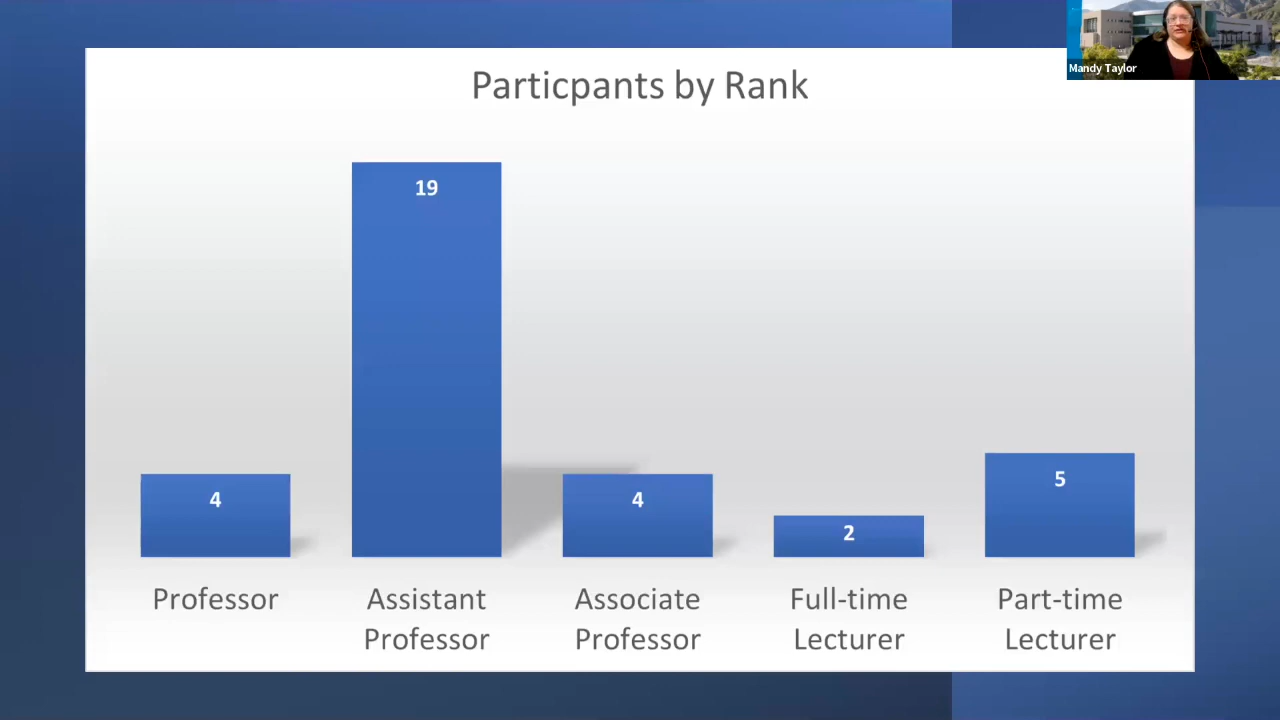 Particpants by Rank
Mandy Taylor
19
4
4
2
5
Professor
Assistant
Professor
Associate
Professor
Full-time
Lecturer
Part-time
Lecturer